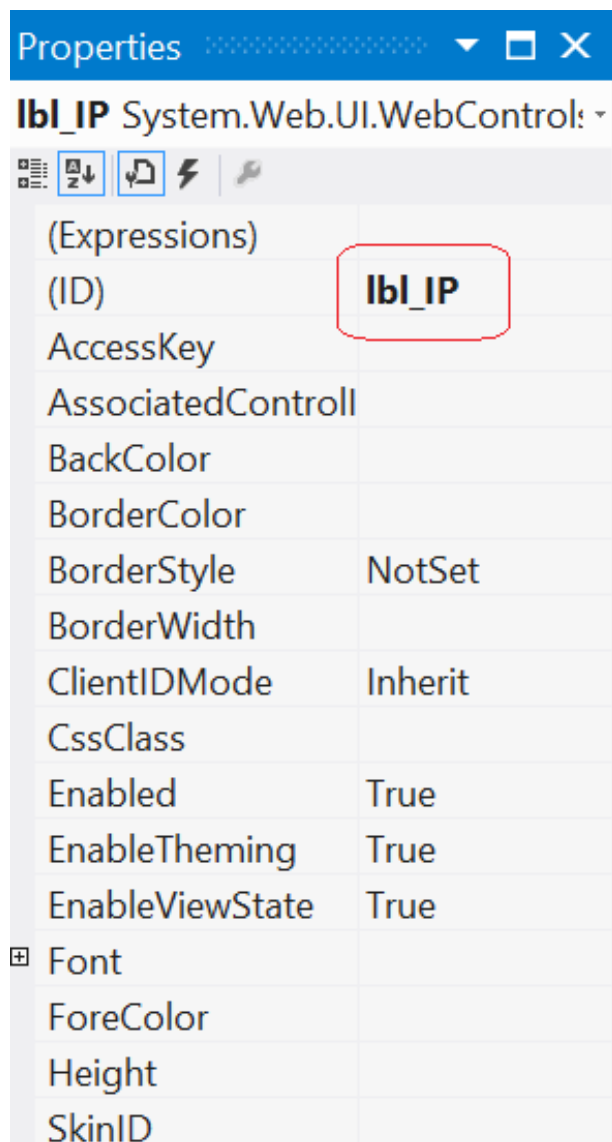 Properties
lbl_IP System.Web.UI.WebControls
(Expressions)
(ID) lbl_IP
AccessKey
AssociatedControlI
BackColor
BorderColor
BorderStyle NotSet
BorderWidth
ClientIDMode Inherit
CssClass
Enabled True
EnableTheming True
EnableViewState True
Font
ForeColor
Height
SkinID